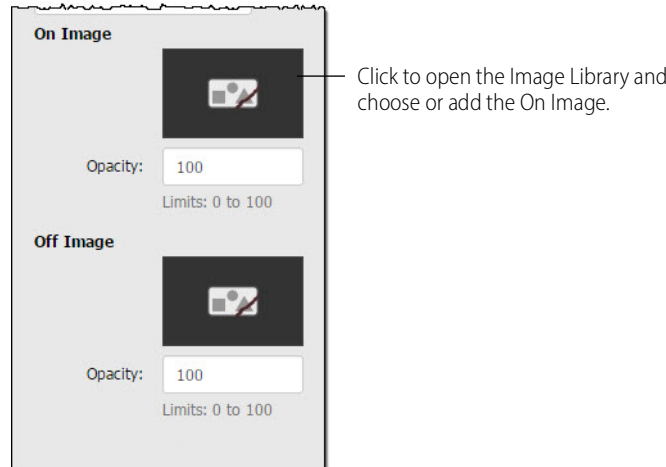 On Image
Click to open the Image Library and
choose or add the On Image.
Opacity: 100
Limits: 0 to 100
Off Image
Opacity: 100
Limits: 0 to 100